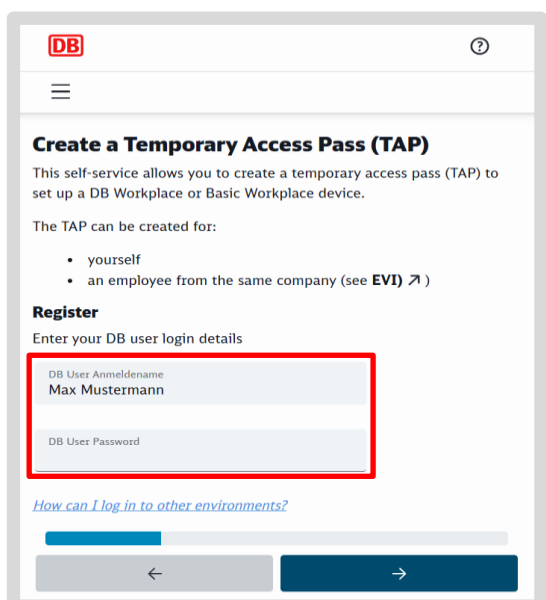 DB
Create a Temporary Access Pass (TAP)
This self-service allows you to create a temporary access pass (TAP) to
set up a DB Workplace or Basic Workplace device.
The TAP can be created for:
• yourself
• an employee from the same company (see EVI) ↗ )
Register
Enter your DB user login details
DB User Anmeldename
Max Mustermann
DB User Password
How can I log in to other environments?